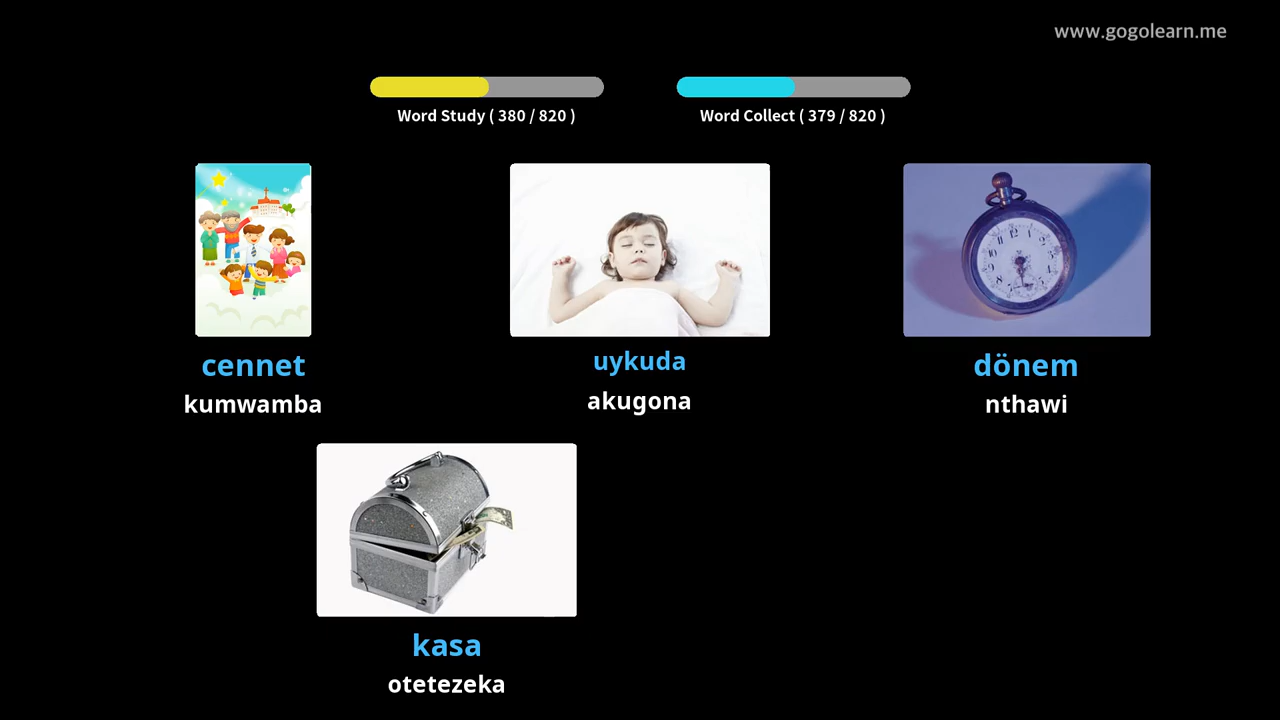 www.gogolearn.me
Word Study ( 380 / 820 )
Word Collect ( 379 / 820 )
cennet
kumwamba
uykuda
akugona
dönem
nthawi
kasa
otetezeka